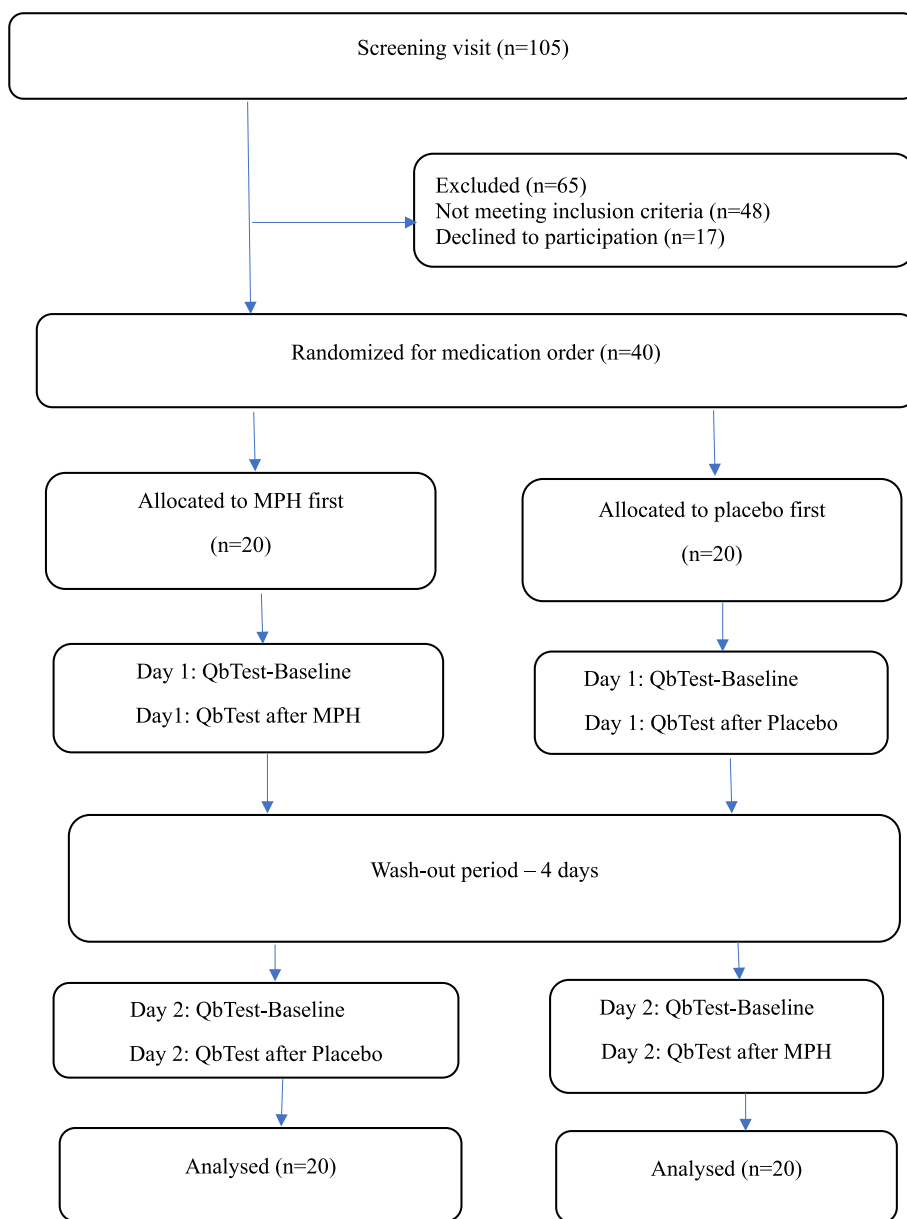 Screening visit (n=105)
Excluded (n=65)
Not meeting inclusion criteria (n=48)
Declined to participation (n=17)
Randomized for medication order (n=40)
Allocated to MPH first
(n=20)
Allocated to placebo first
(n=20)
Day 1: QbTest-Baseline
Day1: QbTest after MPH
Day 1: QbTest-Baseline
Day 1: QbTest after Placebo
Wash-out period – 4 days
Day 2: QbTest-Baseline
Day 2: QbTest after Placebo
Day 2: QbTest-Baseline
Day 2: QbTest after MPH
Analysed (n=20)
Analysed (n=20)